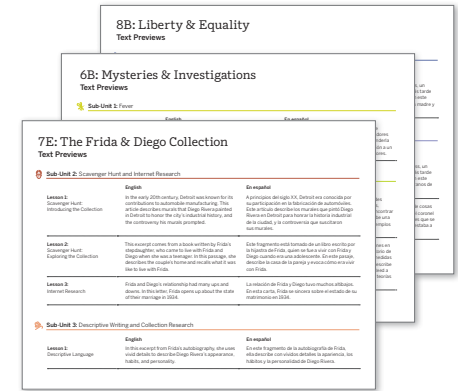 8B: Liberty & Equality
Text Previews
6B: Mysteries & Investigations
Text Previews
Sub-Unit 1: Fever
English En español
7E: The Frida & Diego Collection
Text Previews
Sub-Unit 2: Scavenger Hunt and Internet Research
English En español
Lesson 1:
Scavenger Hunt:
Introducing the Collection
In the early 20th century, Detroit was known for its
contributions to automobile manufacturing. This
article describes murals that Diego Rivera painted
in Detroit to honor the city's industrial history, and
the controversy his murals prompted.
A principios del siglo XX, Detroit era conocida por
su participación en la fabricación de automóviles.
Este artículo describe los murales que pintó Diego
Rivera en Detroit para honrar la historia industrial
de la ciudad, y la controversia que suscitaron
sus murales.
Lesson 2:
Scavenger Hunt:
Exploring the Collection
This excerpt comes from a book written by Frida's
stepdaughter, who came to live with Frida and
Diego when she was a teenager. In this passage, she
describes the couple's home and recalls what it was
like to live with Frida.
Este fragmento está tomado de un libro escrito por
la hijastra de Frida, quien se fue a vivir con Frida y
Diego cuando era una adolescente. En este pasaje,
describe la casa de la pareja y evoca cómo era vivir
con Frida.
Lesson 3:
Internet Research
Frida and Diego's relationship had many ups and
downs. In this letter, Frida opens up about the state
of their marriage in 1934.
La relación de Frida y Diego tuvo muchos altibajos.
En esta carta, Frida se sincera sobre el estado de su
matrimonio en 1934.
Sub-Unit 3: Descriptive Writing and Collection Research
English En español
Lesson 1:
Descriptive Language
In this excerpt from Frida's autobiography, she uses
vivid details to describe Diego Rivera's appearance,
habits, and personality.
En este fragmento de la autobiografía de Frida,
ella describe con vívidos detalles la apariencia, los
hábitos y la personalidad de Diego Rivera.